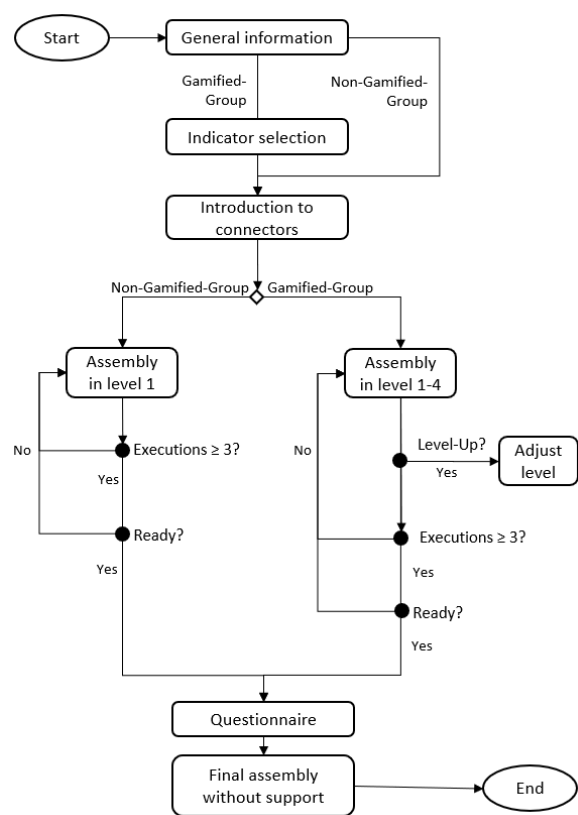 Start
General information
Gamified-
Group
Non-Gamified-
Group
Indicator selection
Introduction to
connectors
Non-Gamified-Group
Gamified-Group
Assembly
in level 1
Assembly
in level 1-4
No
Executions ≥ 3?
Yes
Ready?
Yes
No
Level-Up?
Yes
Adjust
level
Executions ≥ 3?
Yes
Ready?
Yes
Questionnaire
Final assembly
without support
End